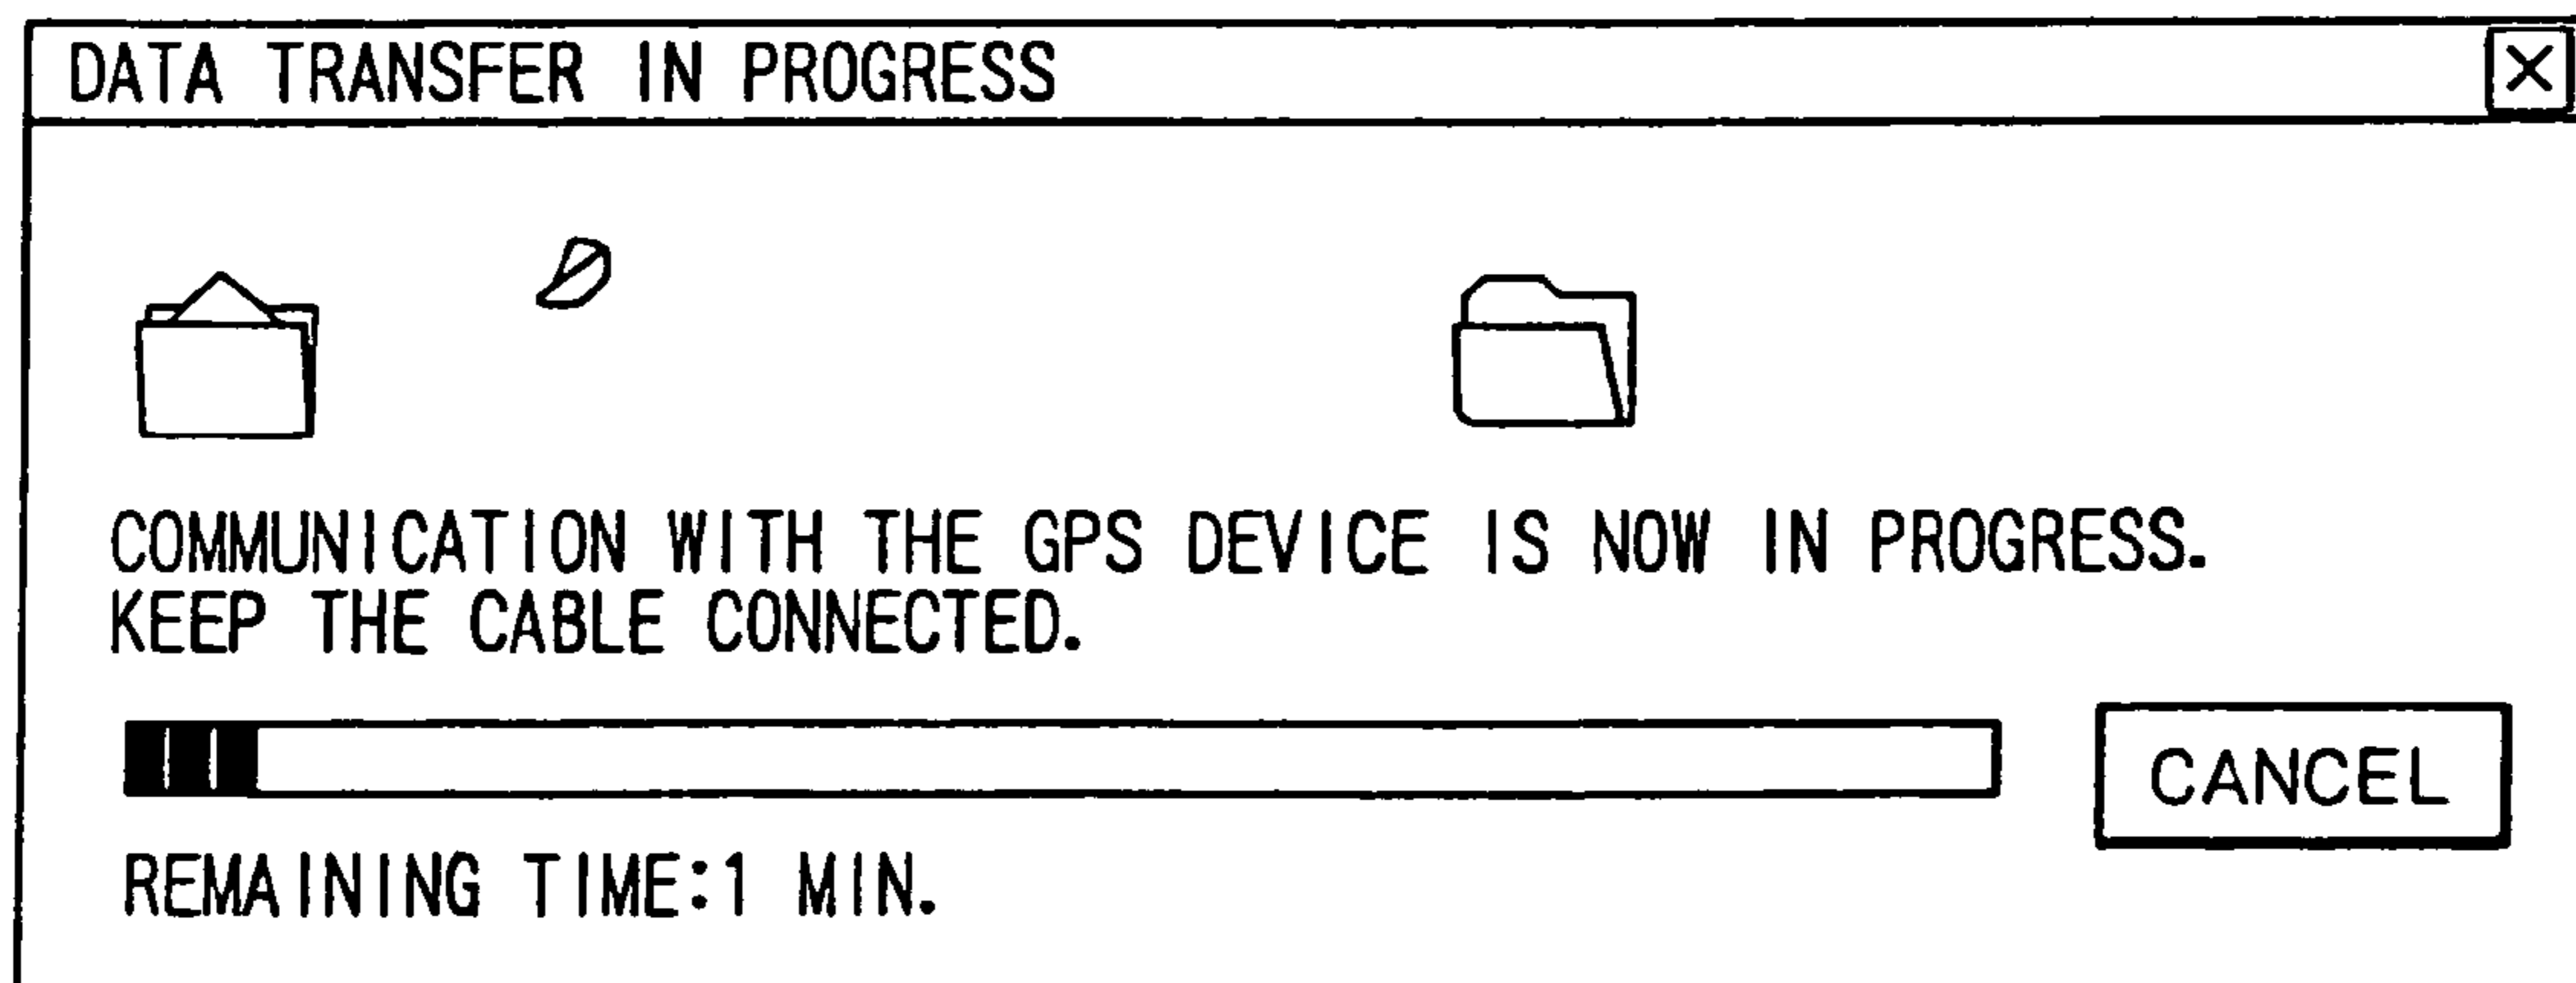 DATA TRANSFER IN PROGRESS
COMMUNICATION WITH THE GPS DEVICE IS NOW IN PROGRESS.
KEEP THE CABLE CONNECTED.
CANCEL
REMAINING TIME:1 MIN.